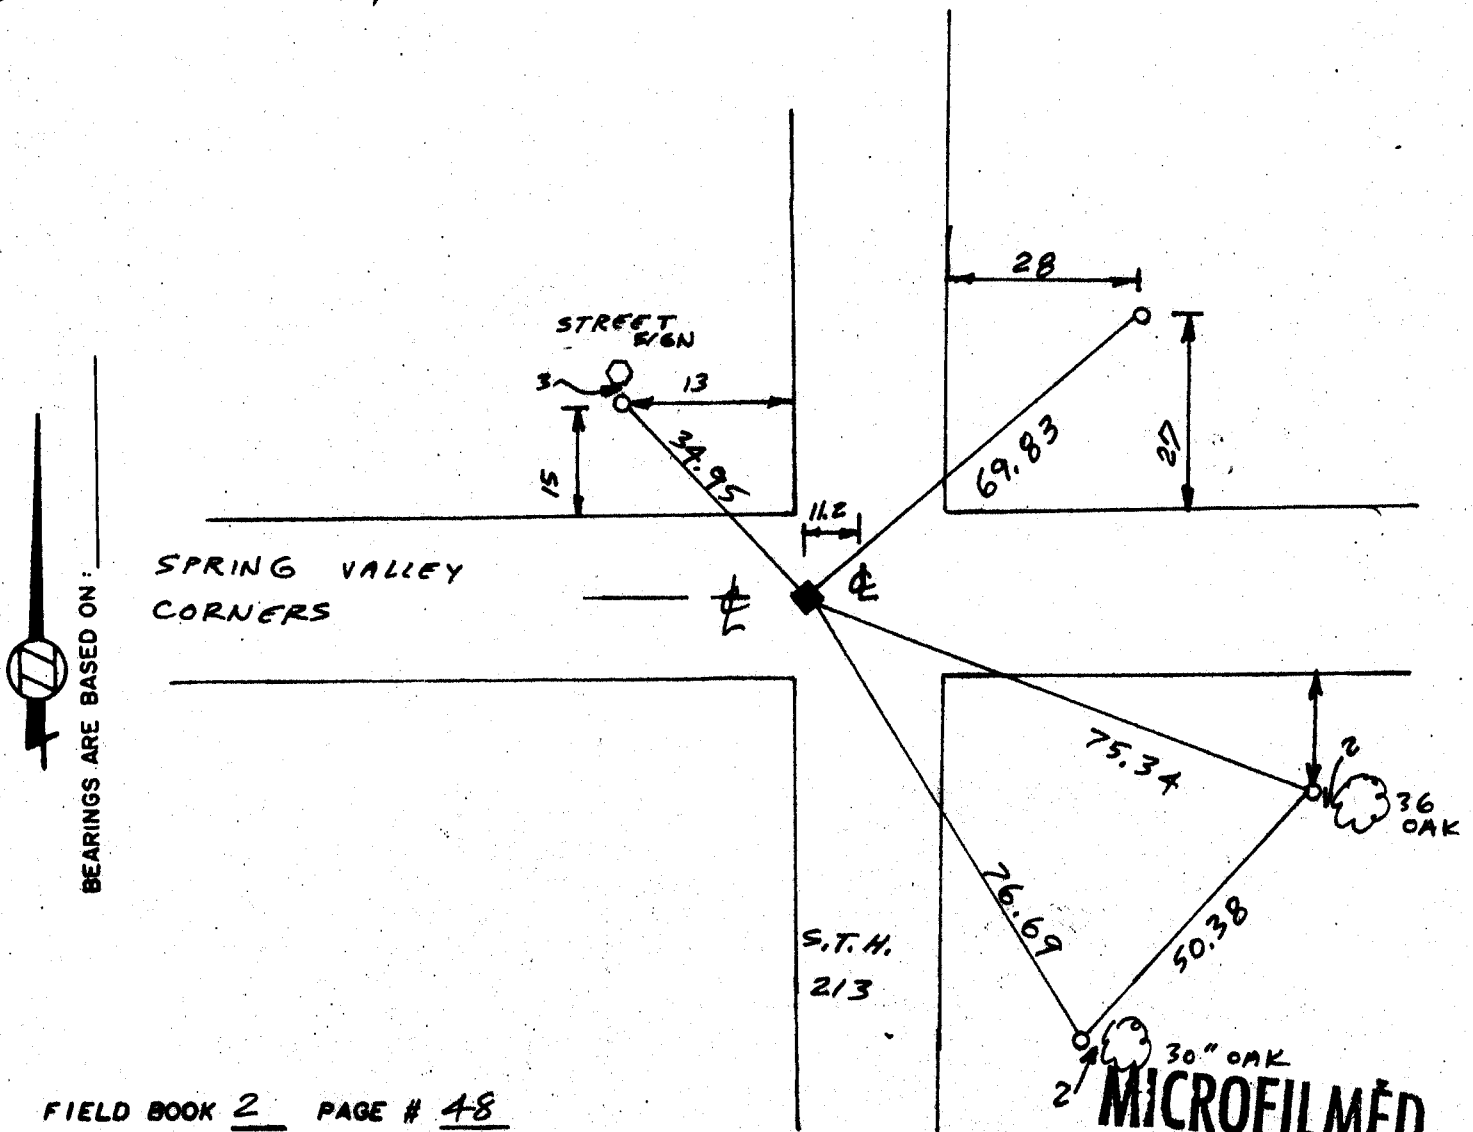 28
STREET
SIGN
3
13
34.95
15
69.83
27
11.2
SPRING VALLEY
CORNERS
℄
℄
BEARINGS ARE BASED ON:
75.34
2
36
OAK
76.69
50.38
S.T.H.
213
30" OAK
2
MICROFILMED
FIELD BOOK 2 PAGE # 48